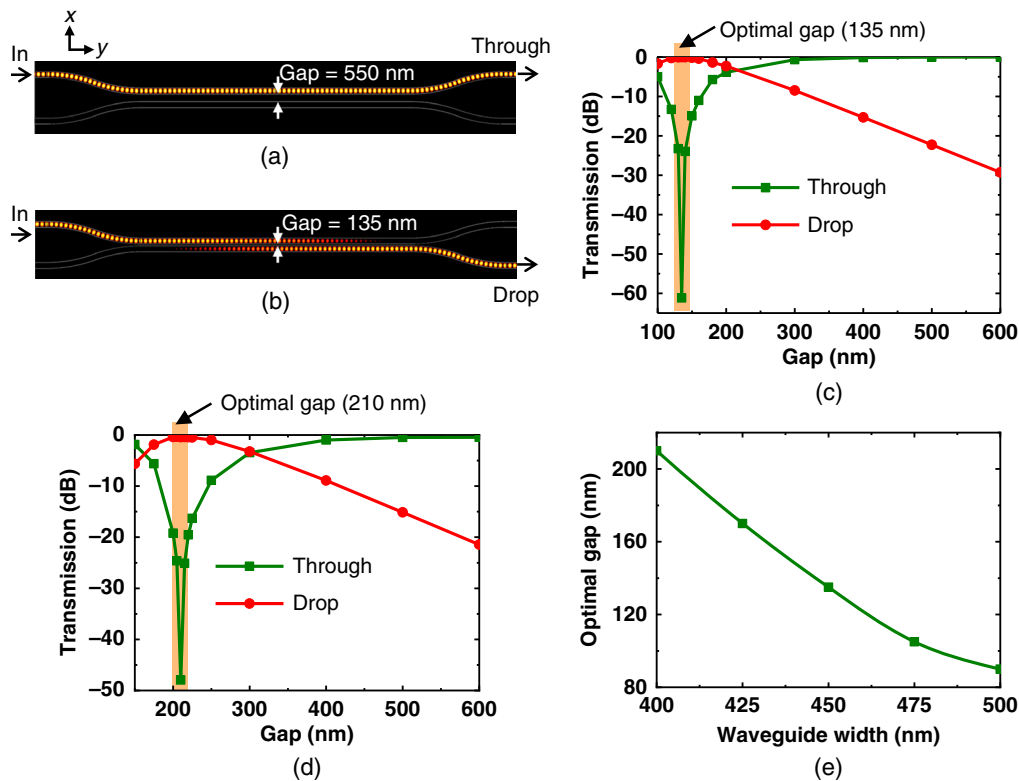 x
y
In
Through
Gap = 550 nm
(a)
In
Gap = 135 nm
Drop
(b)
Optimal gap (135 nm)
Transmission (dB)
0
–10
–20
–30
–40
–50
–60
Through
Drop
100 200 300 400 500 600
Gap (nm)
(c)
Optimal gap (210 nm)
Transmission (dB)
0
–10
–20
–30
–40
–50
Through
Drop
200 300 400 500 600
Gap (nm)
(d)
Optimal gap (nm)
200
160
120
80
400 425 450 475 500
Waveguide width (nm)
(e)